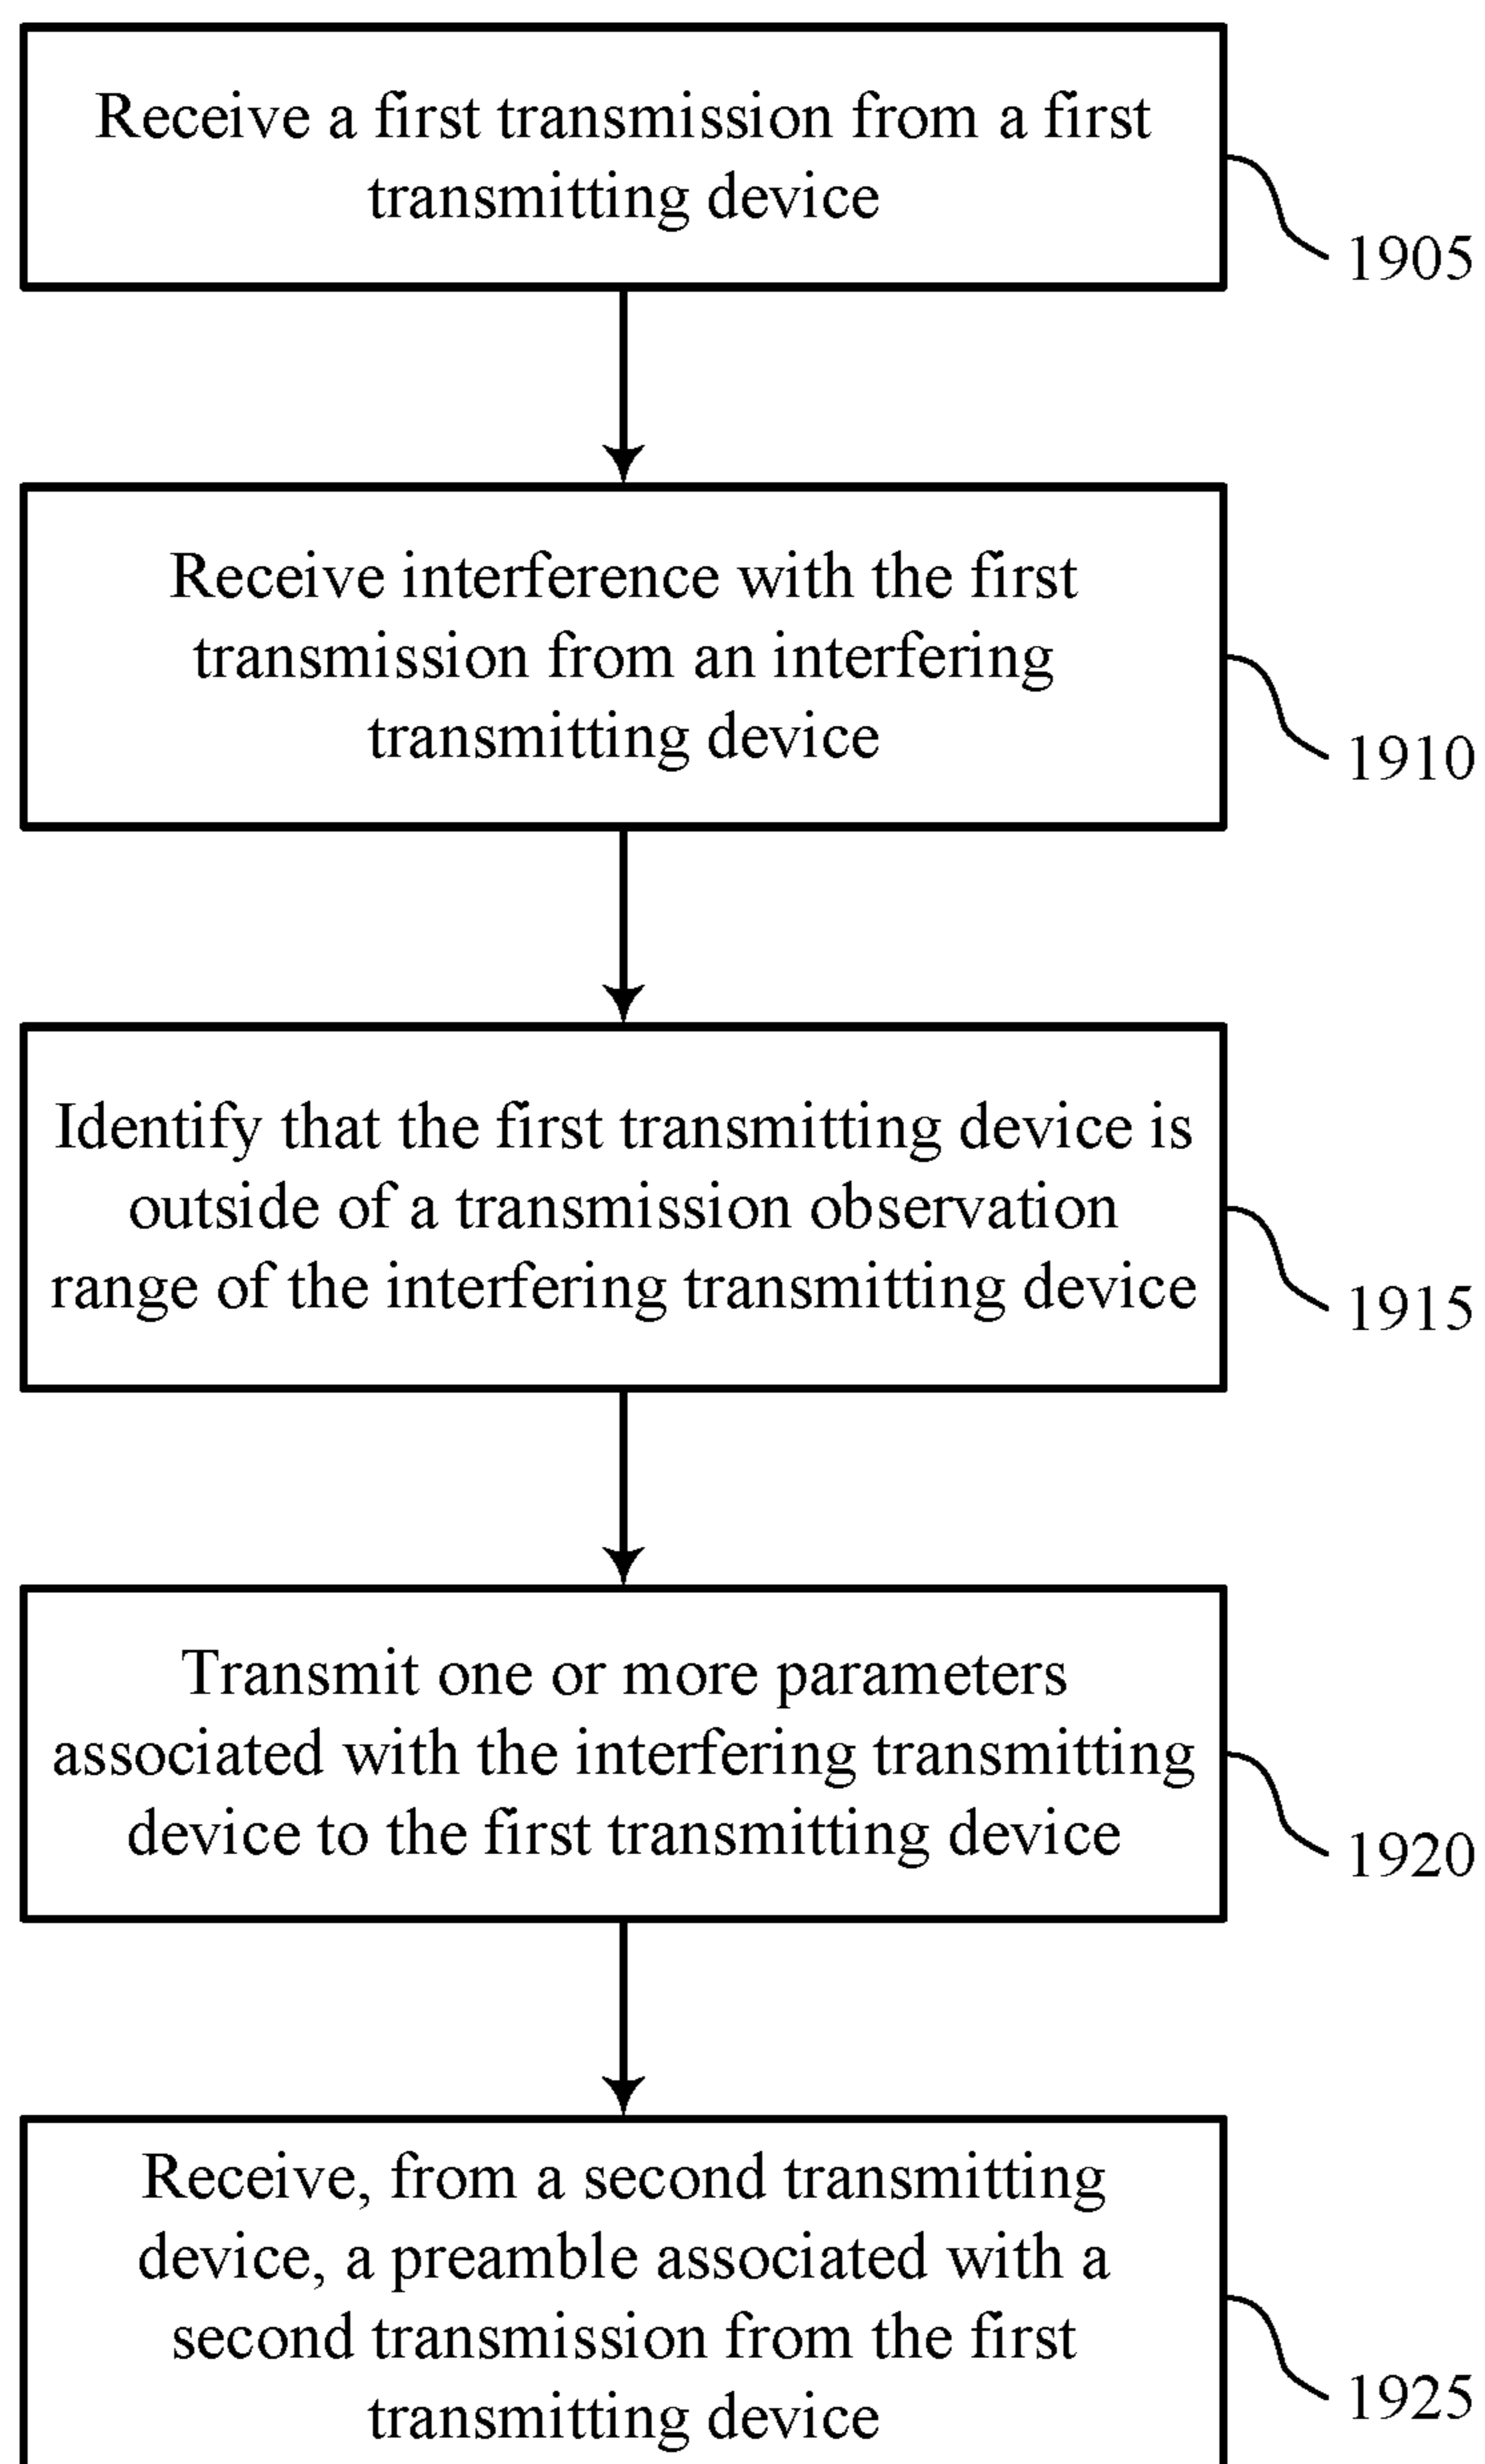 Receive a first transmission from a first
transmitting device
1905
Receive interference with the first
transmission from an interfering
transmitting device
1910
Identify that the first transmitting device is
outside of a transmission observation
range of the interfering transmitting device
1915
Transmit one or more parameters
associated with the interfering transmitting
device to the first transmitting device
1920
Receive, from a second transmitting
device, a preamble associated with a
second transmission from the first
transmitting device
1925